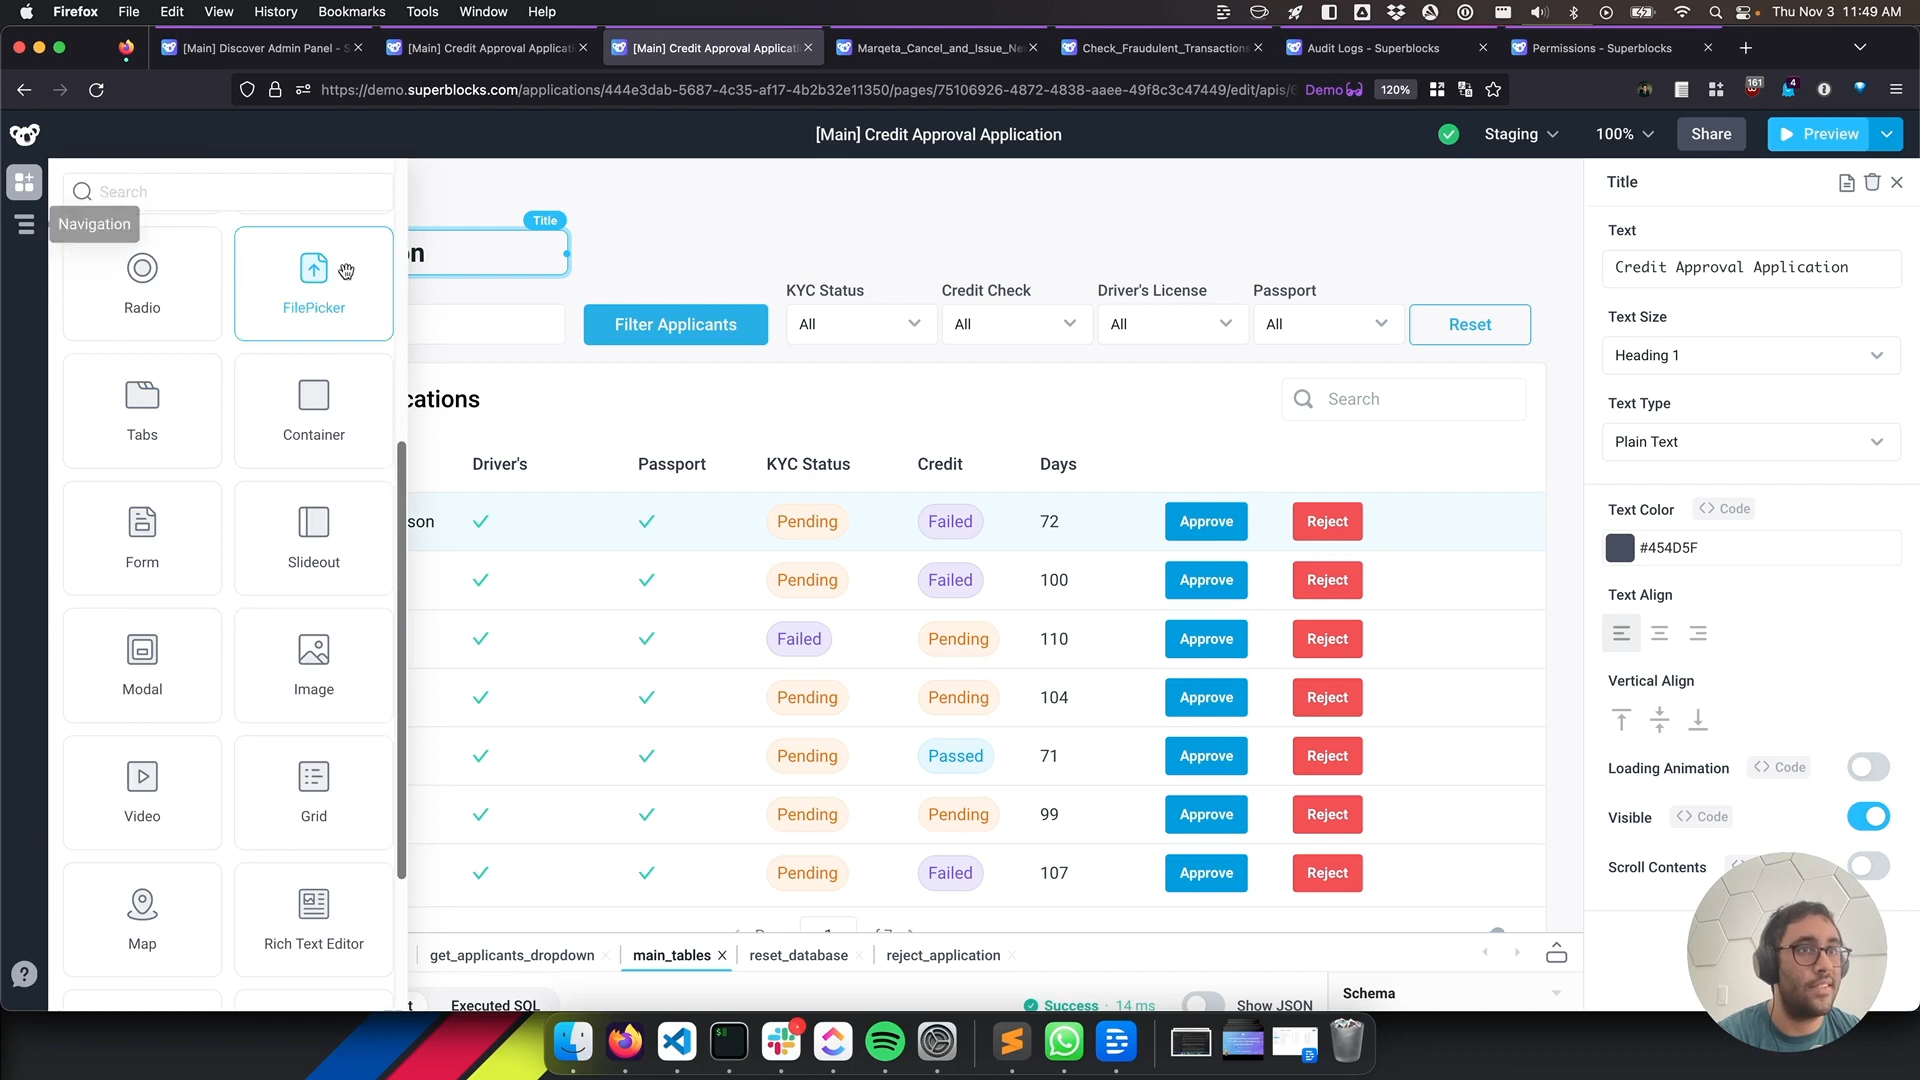 Firefox File Edit View History Bookmarks Tools Window Help Thu Nov 3 11:49 AM
[Main] Discover Admin Panel - S [Main] Credit Approval Applicati [Main] Credit Approval Applicati Marqeta_Cancel_and_Issue_Ne Check_Fraudulent_Transactions Audit Logs - Superblocks Permissions - Superblocks
https://demo.superblocks.com/applications/444e3dab-5687-4c35-af17-4b2b32e11350/pages/75106926-4872-4838-aaee-49f8c3c47449/edit/apis/ Demo 120% 161 4
[Main] Credit Approval Application Staging 100% Share Preview
Search
Navigation
Radio FilePicker
Tabs Container
Form Slideout
Modal Image
Video Grid
Map Rich Text Editor
Title
on
Filter Applicants
KYC Status Credit Check Driver's License Passport
All All All All Reset
cations Search
Driver's Passport KYC Status Credit Days
son Pending Failed 72 Approve Reject
Pending Failed 100 Approve Reject
Failed Pending 110 Approve Reject
Pending Pending 104 Approve Reject
Pending Passed 71 Approve Reject
Pending Pending 99 Approve Reject
Pending Failed 107 Approve Reject
get_applicants_dropdown main_tables reset_database reject_application
t Executed SQL Success · 14 ms Show JSON Schema
Title
Text
Credit Approval Application
Text Size
Heading 1
Text Type
Plain Text
Text Color <> Code
#454D5F
Text Align
Vertical Align
Loading Animation <> Code
Visible <> Code
Scroll Contents